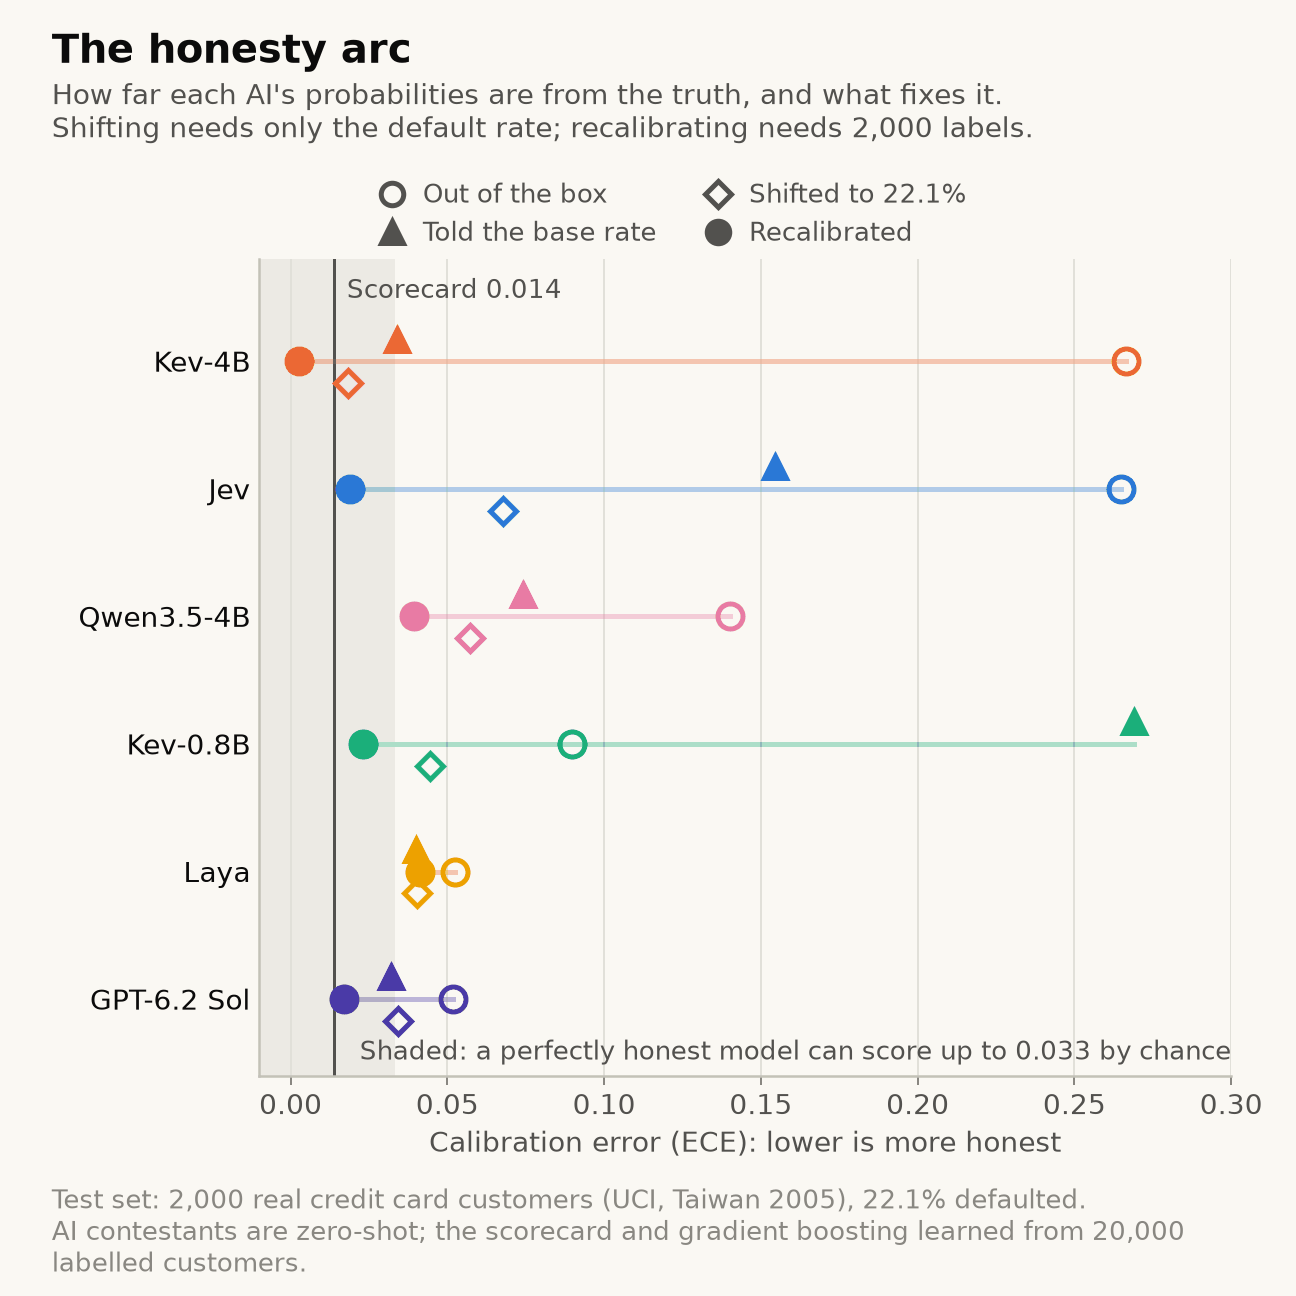 The honesty arc
How far each AI's probabilities are from the truth, and what fixes it.
Shifting needs only the default rate; recalibrating needs 2,000 labels.
Out of the box
Shifted to 22.1%
Told the base rate
Recalibrated
Scorecard 0.014
Kev-4B
Jev
Qwen3.5-4B
Kev-0.8B
Laya
GPT-6.2 Sol
Shaded: a perfectly honest model can score up to 0.033 by chance
0.00 0.05 0.10 0.15 0.20 0.25 0.30
Calibration error (ECE): lower is more honest
Test set: 2,000 real credit card customers (UCI, Taiwan 2005), 22.1% defaulted.
AI contestants are zero-shot; the scorecard and gradient boosting learned from 20,000
labelled customers.